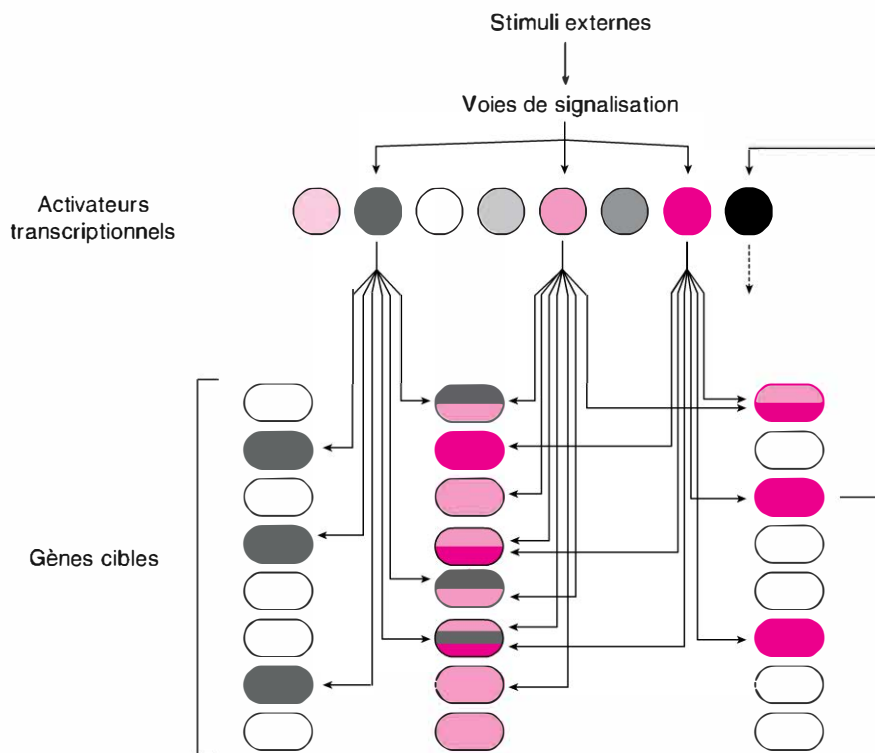 Stimuli externes
Voies de signalisation
Activateurs
transcriptionnels
Gènes cibles